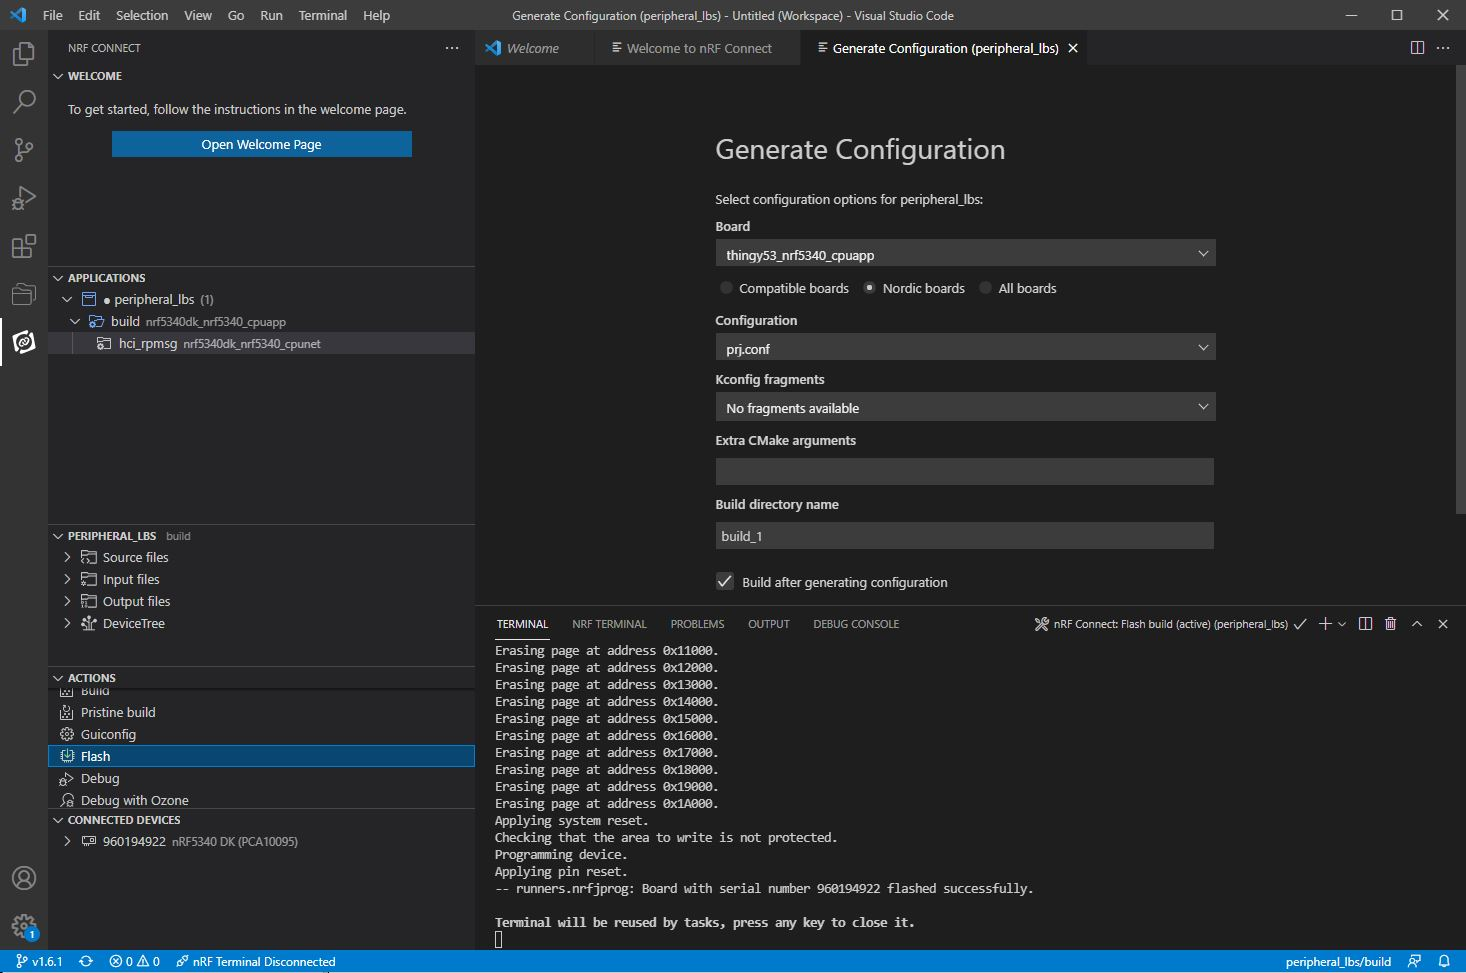 File Edit Selection View Go Run Terminal Help Generate Configuration (peripheral_lbs) - Untitled (Workspace) - Visual Studio Code
NRF CONNECT ...
WELCOME
To get started, follow the instructions in the welcome page.
Open Welcome Page
APPLICATIONS
● peripheral_lbs (1)
build nrf5340dk_nrf5340_cpuapp
hci_rpmsg nrf5340dk_nrf5340_cpunet
PERIPHERAL_LBS build
Source files
Input files
Output files
DeviceTree
ACTIONS
Build
Pristine build
Guiconfig
Flash
Debug
Debug with Ozone
CONNECTED DEVICES
960194922 nRF5340 DK (PCA10095)
1
Welcome Welcome to nRF Connect Generate Configuration (peripheral_lbs)
Generate Configuration
Select configuration options for peripheral_lbs:
Board
thingy53_nrf5340_cpuapp
Compatible boards Nordic boards All boards
Configuration
prj.conf
Kconfig fragments
No fragments available
Extra CMake arguments
Build directory name
build_1
Build after generating configuration
TERMINAL NRF TERMINAL PROBLEMS OUTPUT DEBUG CONSOLE nRF Connect: Flash build (active) (peripheral_lbs)
Erasing page at address 0x11000.
Erasing page at address 0x12000.
Erasing page at address 0x13000.
Erasing page at address 0x14000.
Erasing page at address 0x15000.
Erasing page at address 0x16000.
Erasing page at address 0x17000.
Erasing page at address 0x18000.
Erasing page at address 0x19000.
Erasing page at address 0x1A000.
Applying system reset.
Checking that the area to write is not protected.
Programming device.
Applying pin reset.
-- runners.nrfjprog: Board with serial number 960194922 flashed successfully.
Terminal will be reused by tasks, press any key to close it.
v1.6.1 0 0 nRF Terminal Disconnected peripheral_lbs/build